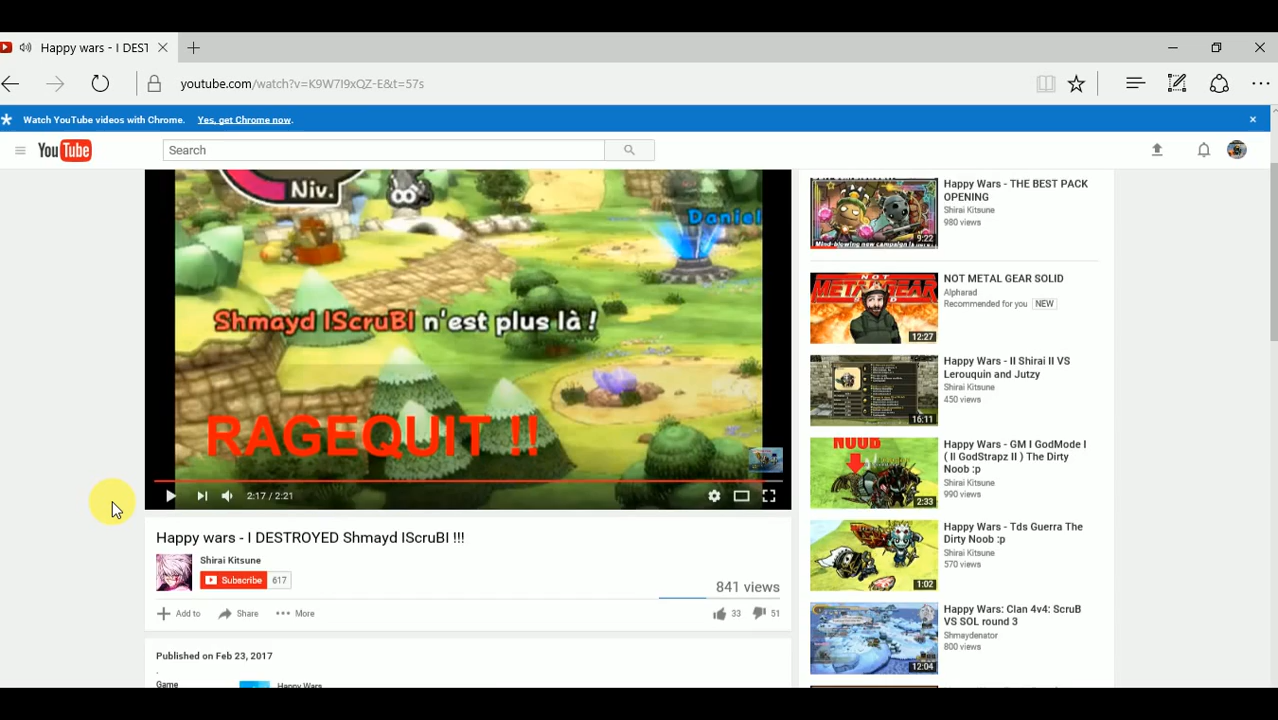 Happy wars - I DEST
youtube.com/watch?v=K9W7I9xQZ-E&t=57s
Watch YouTube videos with Chrome. Yes, get Chrome now.
YouTube
Search
Niv.
Daniel
Shmayd IScruBI n'est plus là !
RAGEQUIT !!
2:17 / 2:21
Happy wars - I DESTROYED Shmayd IScruBI !!!
Shirai Kitsune
Subscribe 617
841 views
Add to Share More
33 51
Published on Feb 23, 2017
.
Game
Happy Wars
9:22
Happy Wars - THE BEST PACK
OPENING
Shirai Kitsune
980 views
NOT
METAL GEAR
12:27
NOT METAL GEAR SOLID
Alpharad
Recommended for you NEW
16:11
Happy Wars - II Shirai II VS
Lerouquin and Jutzy
Shirai Kitsune
450 views
NOOB
2:33
Happy Wars - GM I GodMode I
( II GodStrapz II ) The Dirty
Noob :p
Shirai Kitsune
990 views
1:02
Happy Wars - Tds Guerra The
Dirty Noob :p
Shirai Kitsune
570 views
12:04
Happy Wars: Clan 4v4: ScruB
VS SOL round 3
Shmaydenator
800 views